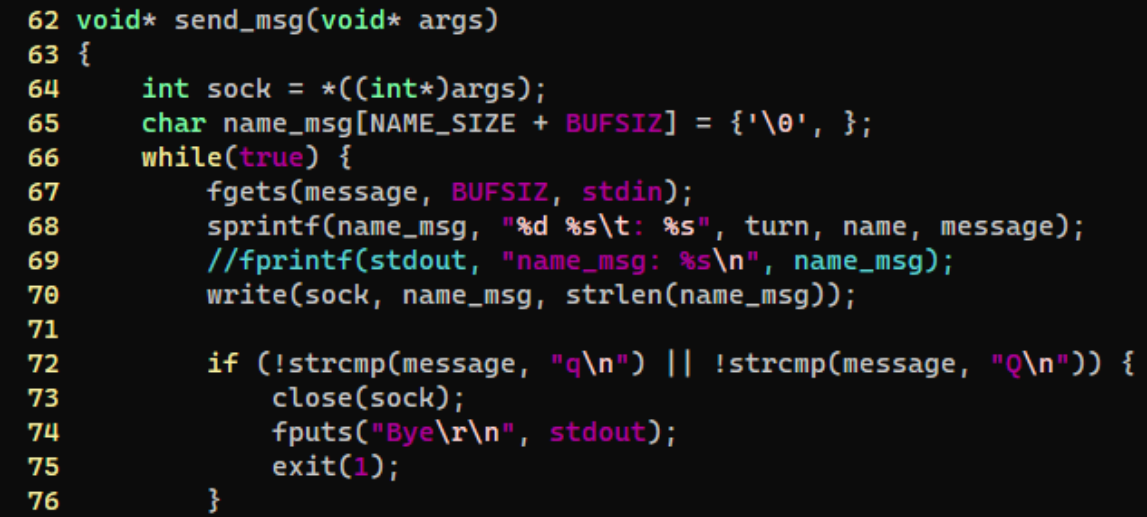 62 void* send_msg(void* args)
63 {
64     int sock = *((int*)args);
65     char name_msg[NAME_SIZE + BUFSIZ] = {'\0', };
66     while(true) {
67         fgets(message, BUFSIZ, stdin);
68         sprintf(name_msg, "%d %s\t: %s", turn, name, message);
69         //fprintf(stdout, "name_msg: %s\n", name_msg);
70         write(sock, name_msg, strlen(name_msg));
71
72         if (!strcmp(message, "q\n") || !strcmp(message, "Q\n")) {
73             close(sock);
74             fputs("Bye\r\n", stdout);
75             exit(1);
76         }